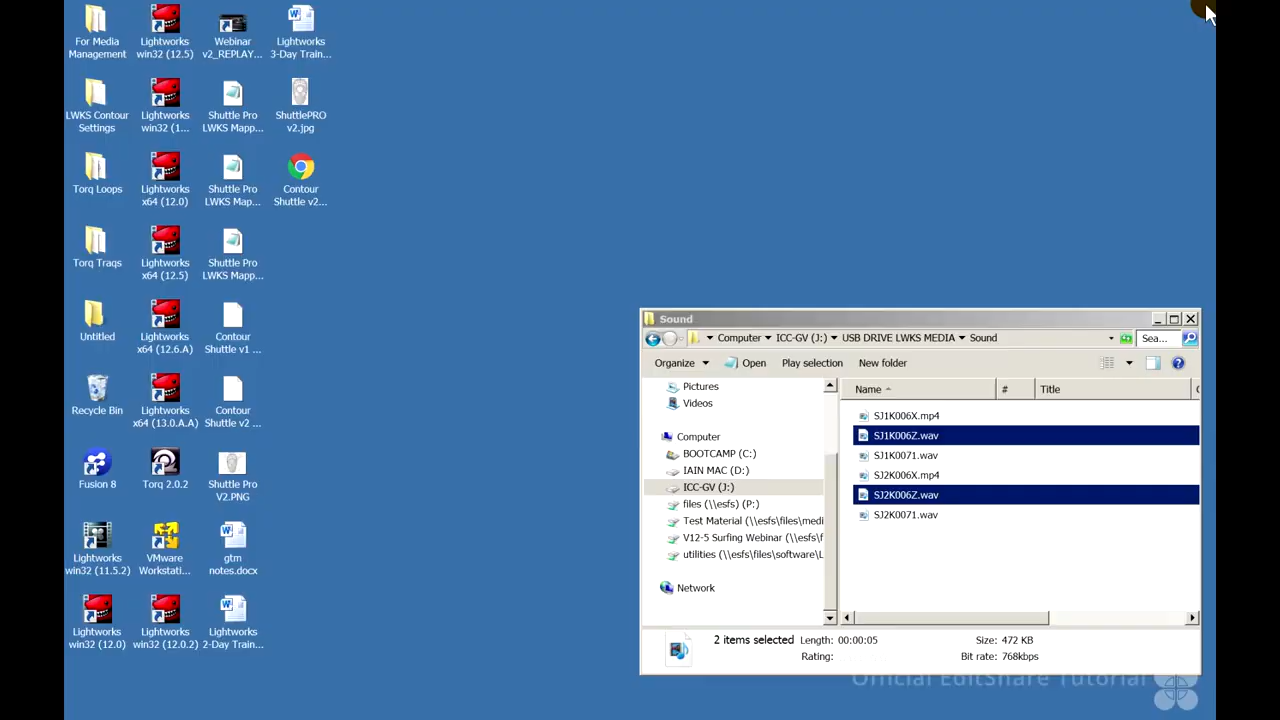 For Media
Management
Lightworks
win32 (12.5)
Webinar
v2_REPLAY...
Lightworks
3-Day Train...
LWKS Contour
Settings
Lightworks
win32 (1...
Shuttle Pro
LWKS Mapp...
ShuttlePRO
v2.jpg
Torq Loops
Lightworks
x64 (12.0)
Shuttle Pro
LWKS Map...
Contour
Shuttle v2...
Torq Traqs
Lightworks
x64 (12.5)
Shuttle Pro
LWKS Mapp...
Untitled
Lightworks
x64 (12.6.A)
Contour
Shuttle v1 ...
Recycle Bin
Lightworks
x64 (13.0.A.A)
Contour
Shuttle v2 ...
Fusion 8
Torq 2.0.2
Shuttle Pro
V2.PNG
Lightworks
win32 (11.5.2)
VMware
Workstati...
gtm
notes.docx
Lightworks
win32 (12.0)
Lightworks
win32 (12.0.2)
Lightworks
2-Day Train...
Sound
Computer ICC-GV (J:) USB DRIVE LWKS MEDIA Sound
Sea...
Organize Open Play selection New folder
Pictures
Videos
Computer
BOOTCAMP (C:)
IAIN MAC (D:)
ICC-GV (J:)
files (\\esfs) (P:)
Test Material (\\esfs\files\medi
V12-5 Surfing Webinar (\\esfs\f
utilities (\\esfs\files\software\L
Network
Name # Title
SJ1K006X.mp4
SJ1K006Z.wav
SJ1K0071.wav
SJ2K006X.mp4
SJ2K006Z.wav
SJ2K0071.wav
2 items selected Length: 00:00:05 Size: 472 KB
Rating: Bit rate: 768kbps
Official EditShare Tutorial